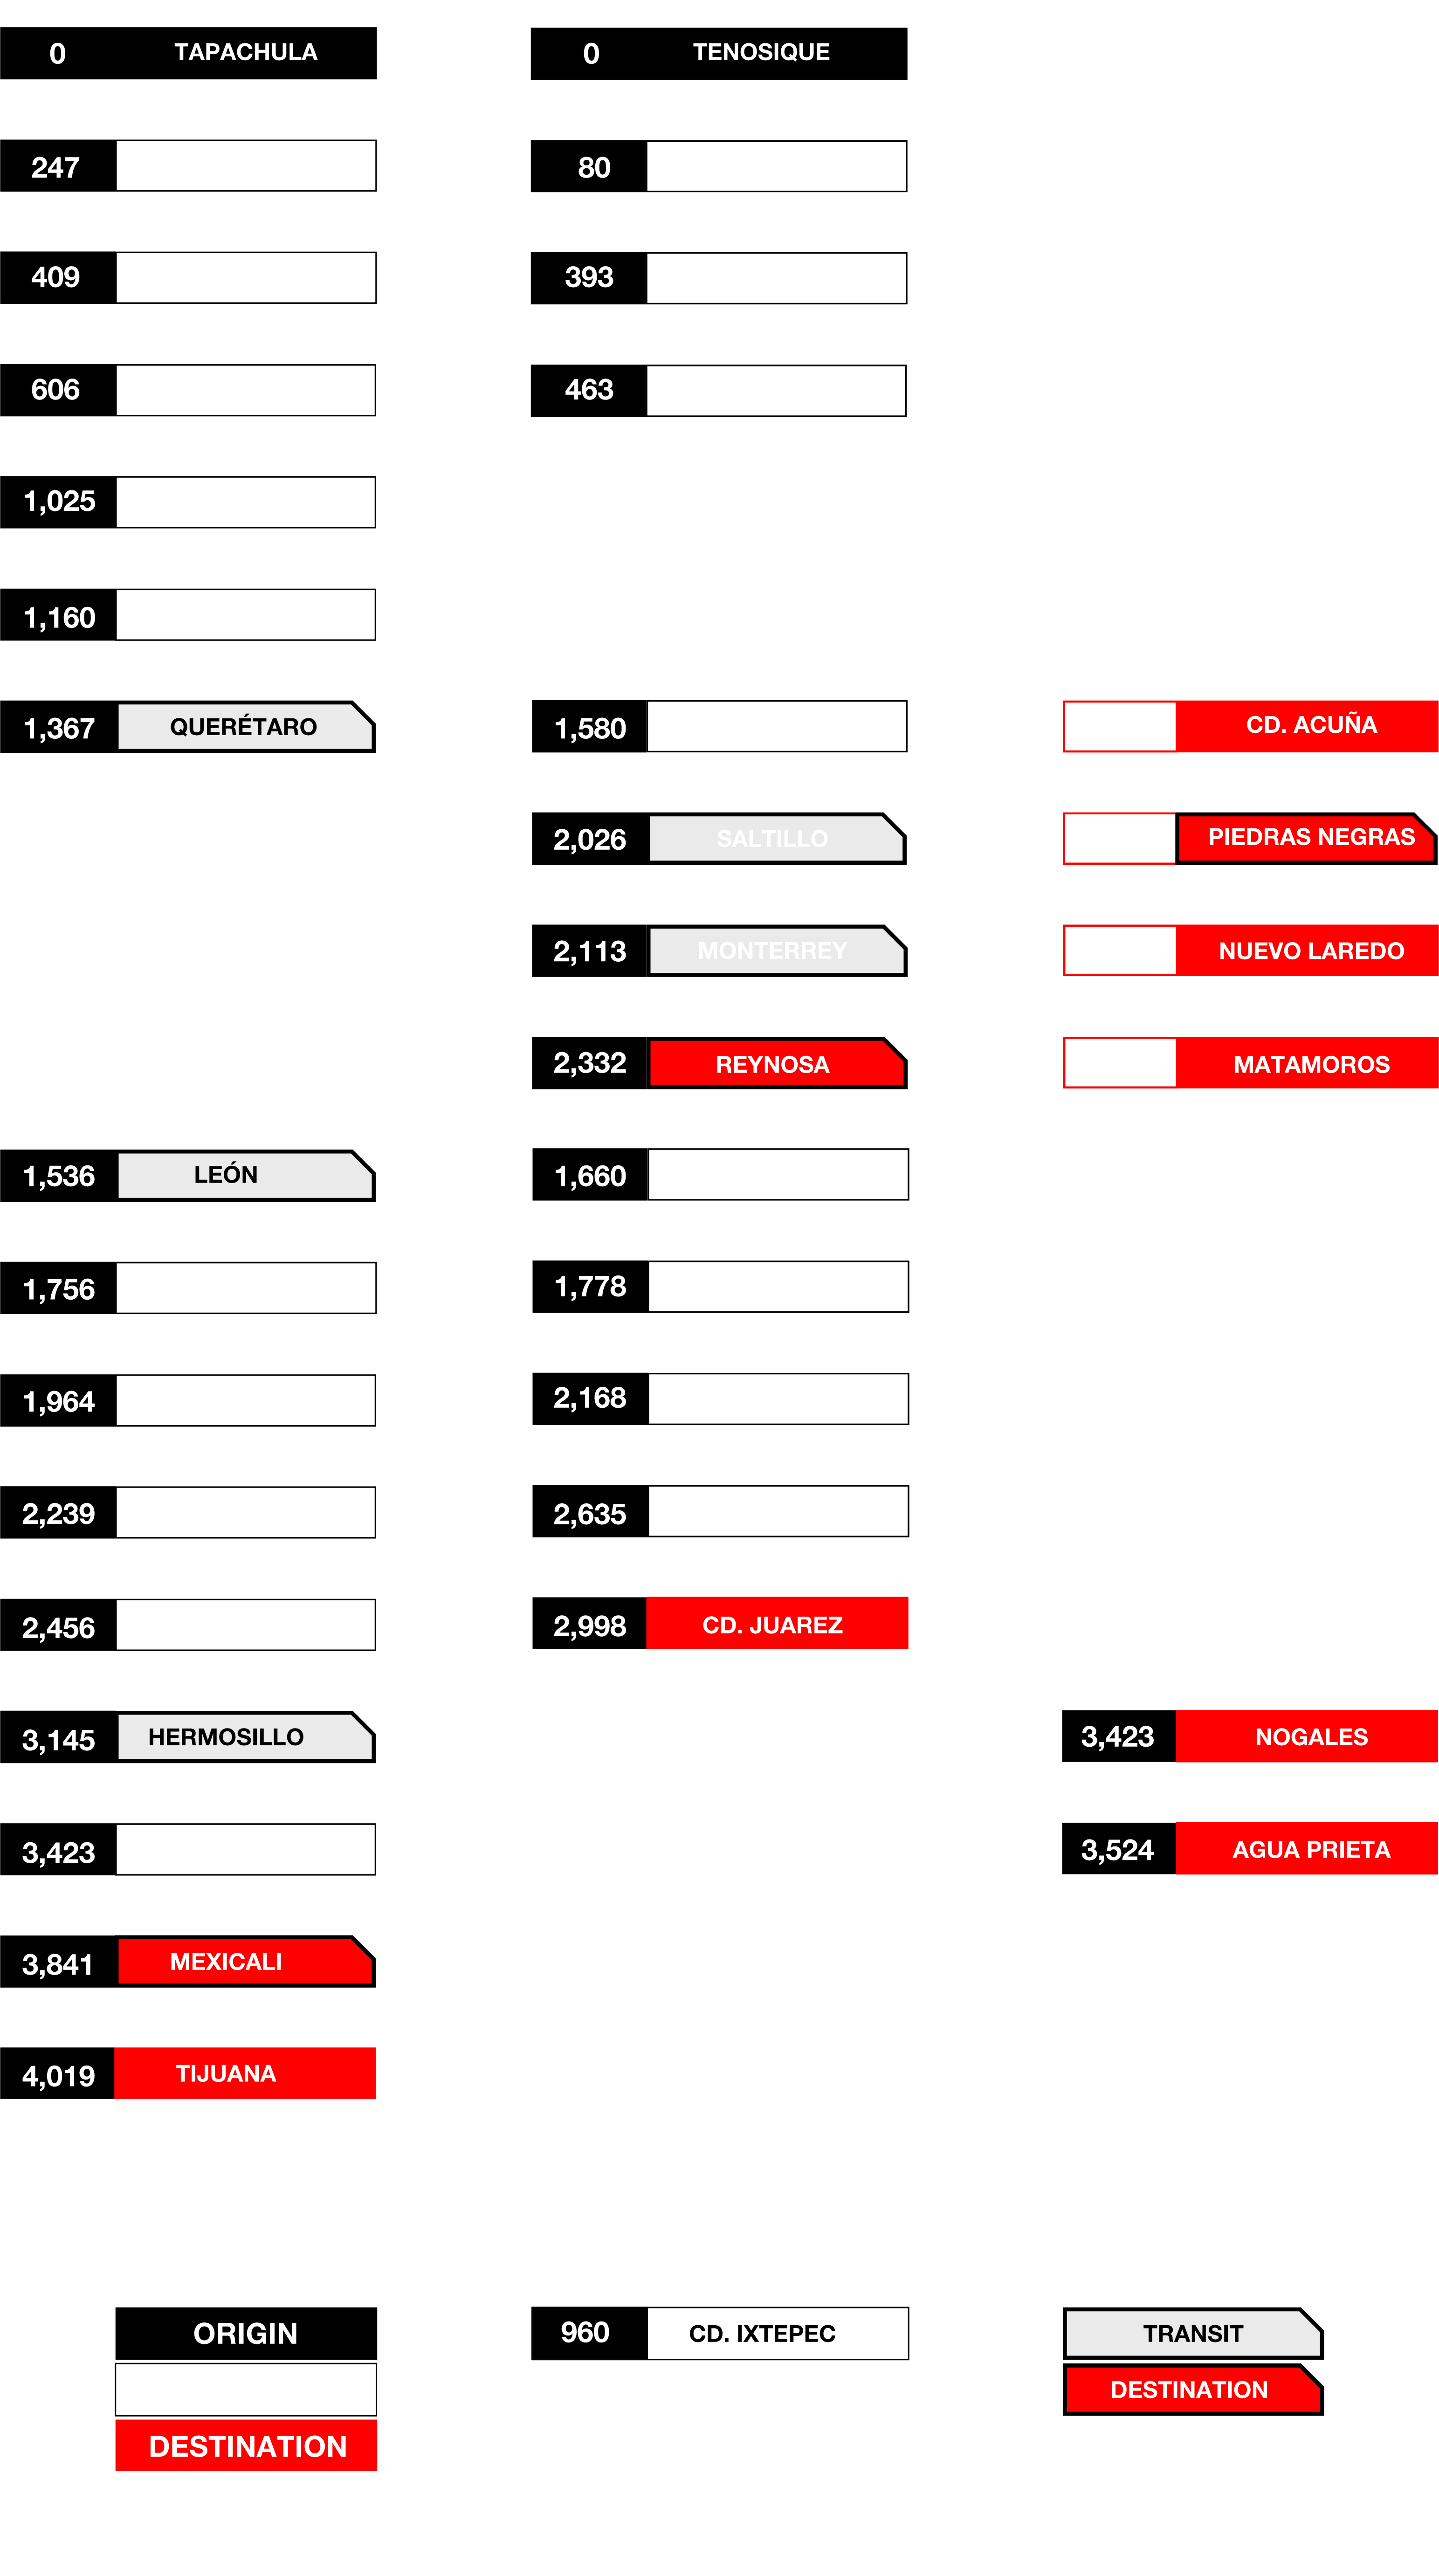 0 TAPACHULA
0 TENOSIQUE
247
80
409
393
606
463
1,025
1,160
1,367 QUERÉTARO
1,580
CD. ACUÑA
2,026 SALTILLO
PIEDRAS NEGRAS
2,113 MONTERREY
NUEVO LAREDO
2,332 REYNOSA
MATAMOROS
1,536 LEÓN
1,660
1,756
1,778
1,964
2,168
2,239
2,635
2,456
2,998 CD. JUAREZ
3,145 HERMOSILLO
3,423 NOGALES
3,423
3,524 AGUA PRIETA
3,841 MEXICALI
4,019 TIJUANA
ORIGIN
960 CD. IXTEPEC
TRANSIT
DESTINATION
DESTINATION